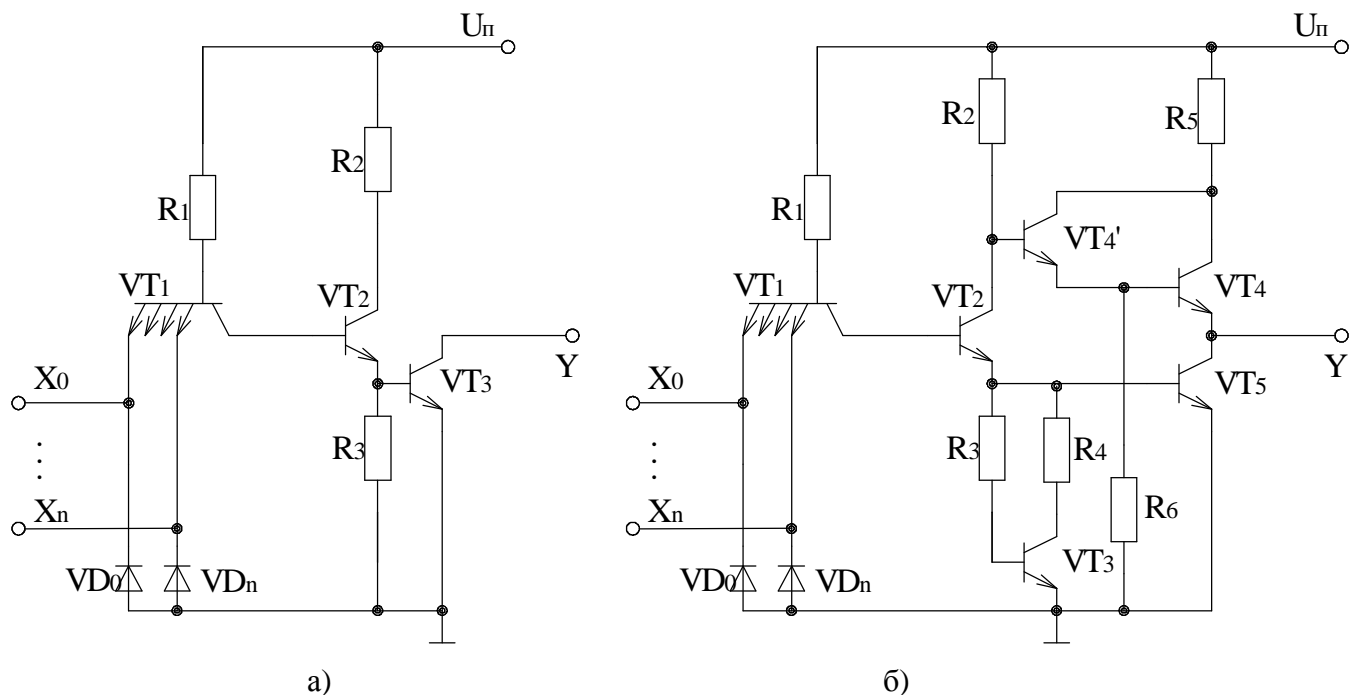 Uп
R2
R1
VT1
VT2
X0
VT3
Y
R3
. . .
Xn
VD0
VDn
а)
Uп
R2
R5
R1
VT4'
VT1
VT2
VT4
X0
Y
VT5
R3
R4
. . .
Xn
R6
VT3
VD0
VDn
б)